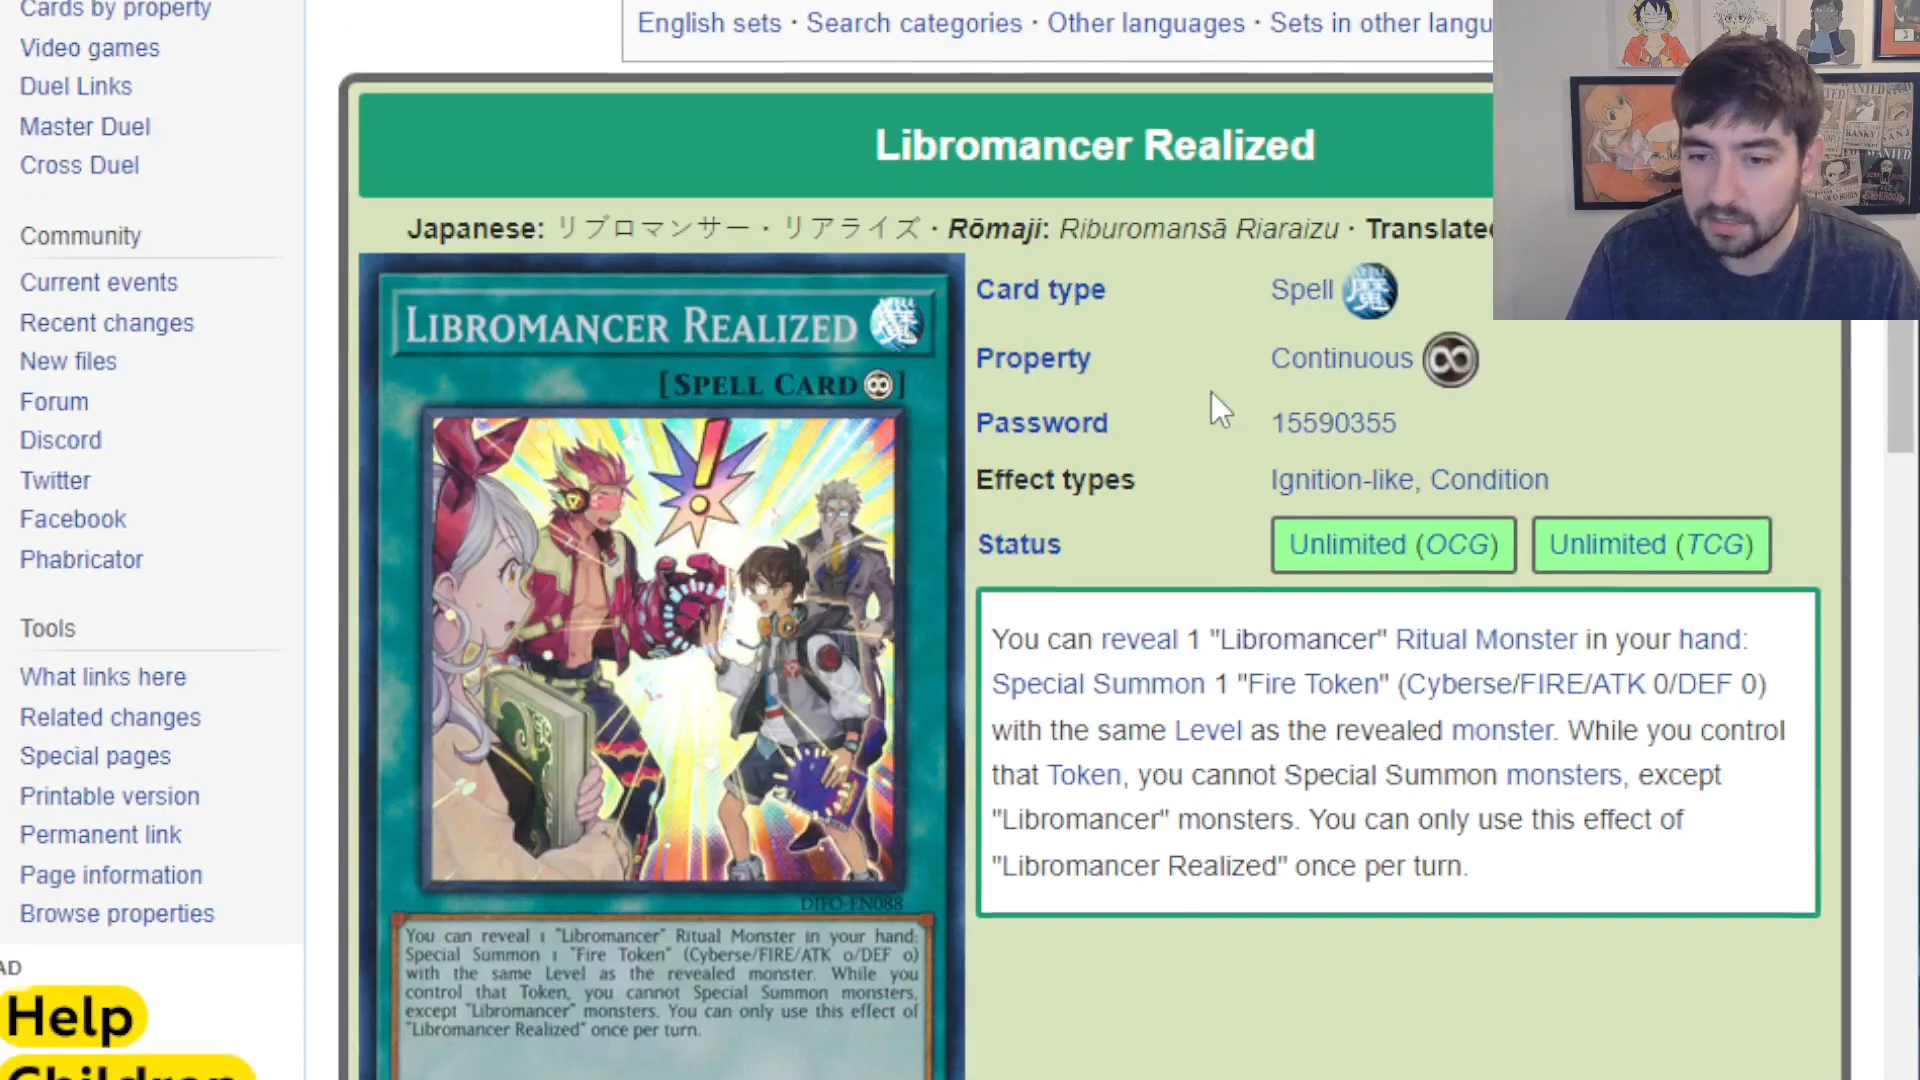 Cards by property
Video games
Duel Links
Master Duel
Cross Duel
Community
Current events
Recent changes
New files
Forum
Discord
Twitter
Facebook
Phabricator
Tools
What links here
Related changes
Special pages
Printable version
Permanent link
Page information
Browse properties
AD
Help
Children
English sets · Search categories · Other languages · Sets in other langu
Libromancer Realized
Japanese: リブロマンサー・リアライズ · Rōmaji: Riburomansā Riaraizu · Translated
LIBROMANCER REALIZED 魔
[SPELL CARD]
DIFO-EN088
You can reveal 1 "Libromancer" Ritual Monster in your hand:
Special Summon 1 "Fire Token" (Cyberse/FIRE/ATK 0/DEF 0)
with the same Level as the revealed monster. While you
control that Token, you cannot Special Summon monsters,
except "Libromancer" monsters. You can only use this effect of
"Libromancer Realized" once per turn.
Card type Spell 魔
Property Continuous
Password 15590355
Effect types Ignition-like, Condition
Status Unlimited (OCG) Unlimited (TCG)
You can reveal 1 "Libromancer" Ritual Monster in your hand:
Special Summon 1 "Fire Token" (Cyberse/FIRE/ATK 0/DEF 0)
with the same Level as the revealed monster. While you control
that Token, you cannot Special Summon monsters, except
"Libromancer" monsters. You can only use this effect of
"Libromancer Realized" once per turn.